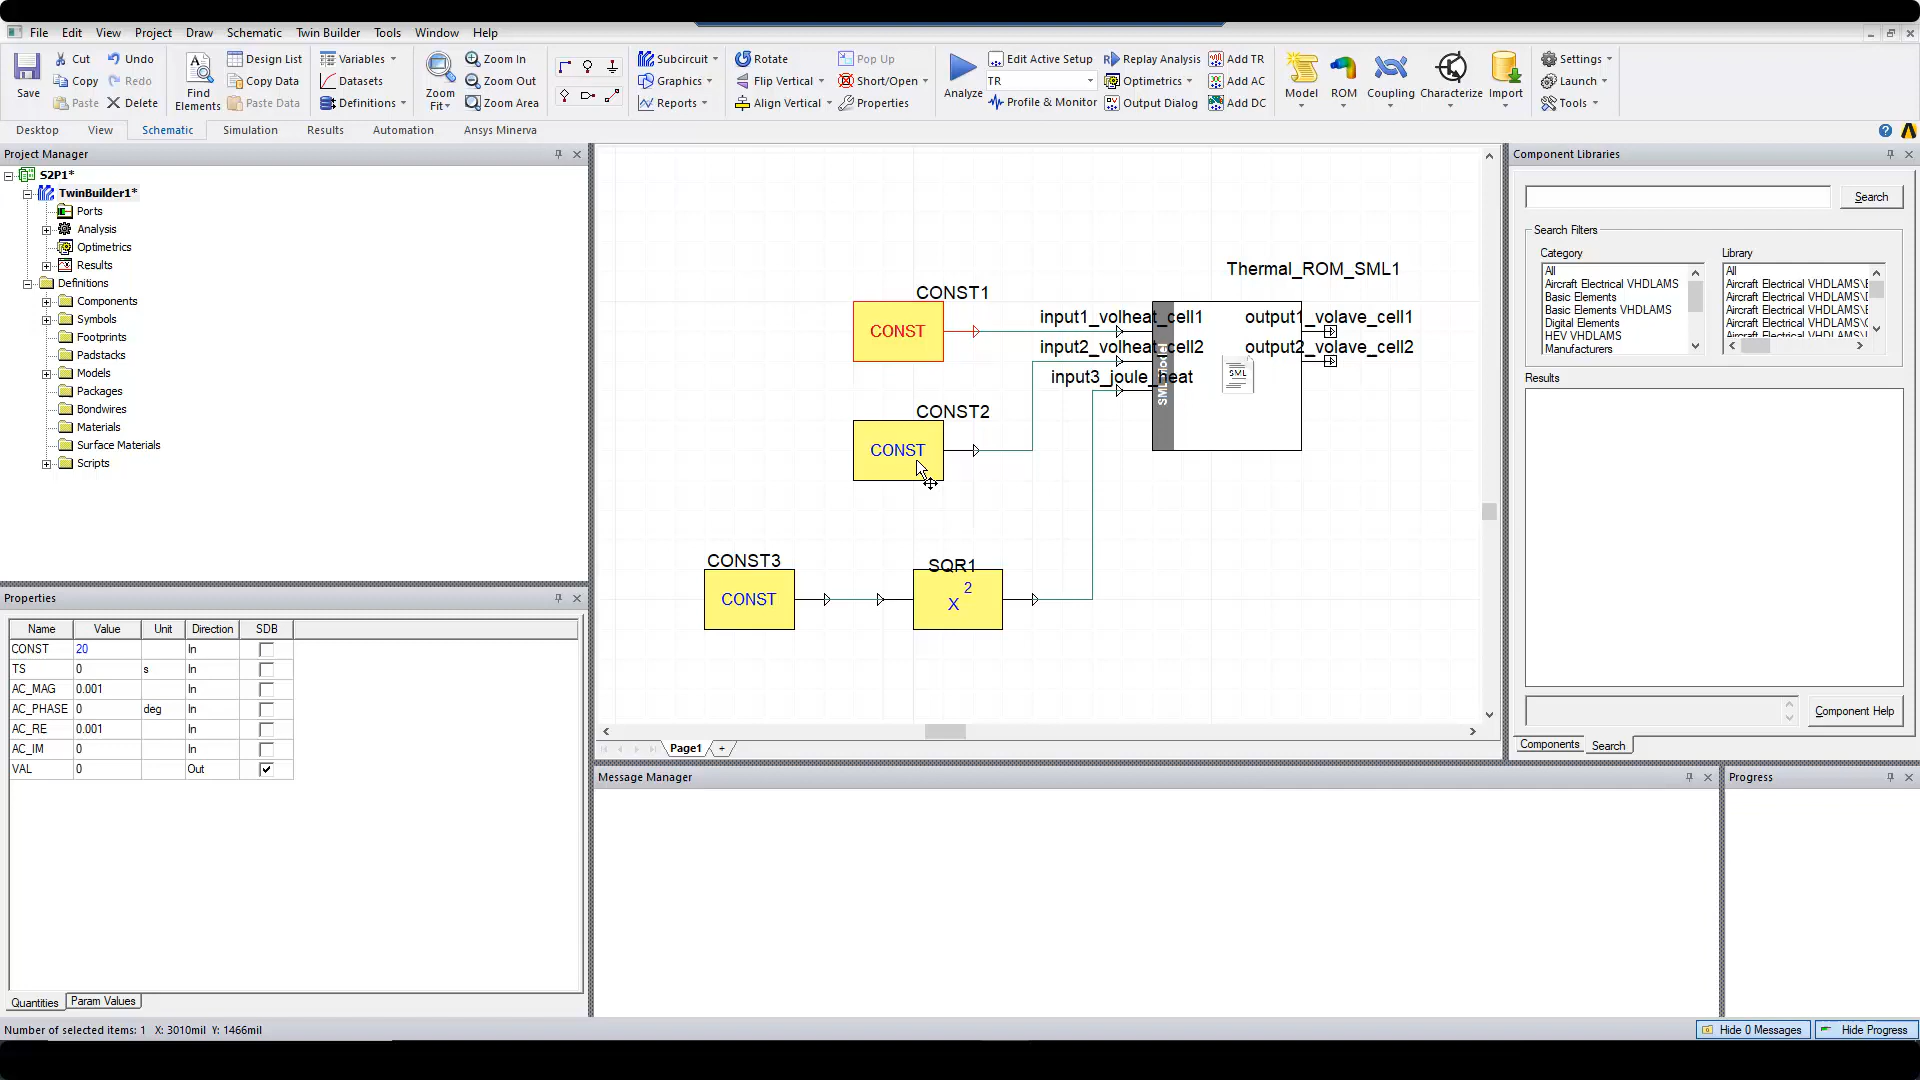 File Edit View Project Draw Schematic Twin Builder Tools Window Help
Save
Cut Undo
Copy Redo
Paste Delete
Find
Elements
Design List
Copy Data
Paste Data
Variables
Datasets
Definitions
Zoom
Fit
Zoom In
Zoom Out
Zoom Area
Subcircuit
Graphics
Reports
Rotate
Flip Vertical
Align Vertical
Pop Up
Short/Open
Properties
Analyze
Edit Active Setup
TR
Profile & Monitor
Replay Analysis
Optimetrics
Output Dialog
Add TR
Add AC
Add DC
Model ROM Coupling Characterize Import
Settings
Launch
Tools
Desktop View Schematic Simulation Results Automation Ansys Minerva
Project Manager
S2P1*
TwinBuilder1*
Ports
Analysis
Optimetrics
Results
Definitions
Components
Symbols
Footprints
Padstacks
Models
Packages
Bondwires
Materials
Surface Materials
Scripts
Properties
Name Value Unit Direction SDB
CONST 20 In
TS 0 s In
AC_MAG 0.001 In
AC_PHASE 0 deg In
AC_RE 0.001 In
AC_IM 0 In
VAL 0 Out
Quantities Param Values
Thermal_ROM_SML1
CONST1
CONST
input1_volheat_cell1 output1_volave_cell1
input2_volheat_cell2 output2_volave_cell2
input3_joule_heat
SML
CONST2
CONST
CONST3
CONST
SQR1
X 2
Page1 +
Message Manager
Progress
Component Libraries
Search
Search Filters
Category
All
Aircraft Electrical VHDLAMS
Basic Elements
Basic Elements VHDLAMS
Digital Elements
HEV VHDLAMS
Manufacturers
Library
All
Aircraft Electrical VHDLAMS\E
Aircraft Electrical VHDLAMS\E
Aircraft Electrical VHDLAMS\E
Results
Component Help
Components Search
Number of selected items: 1 X: 3010mil Y: 1466mil
Hide 0 Messages Hide Progress